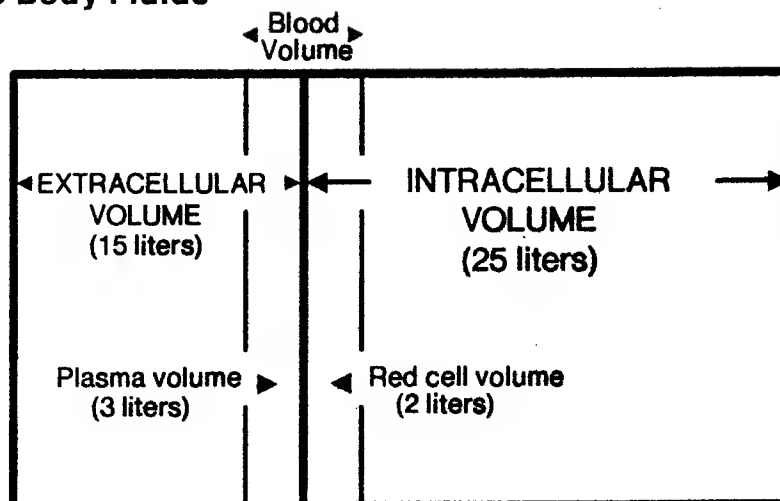 Body Fluids
Blood
Volume
EXTRACELLULAR
VOLUME
(15 liters)
INTRACELLULAR
VOLUME
(25 liters)
Plasma volume
(3 liters)
Red cell volume
(2 liters)